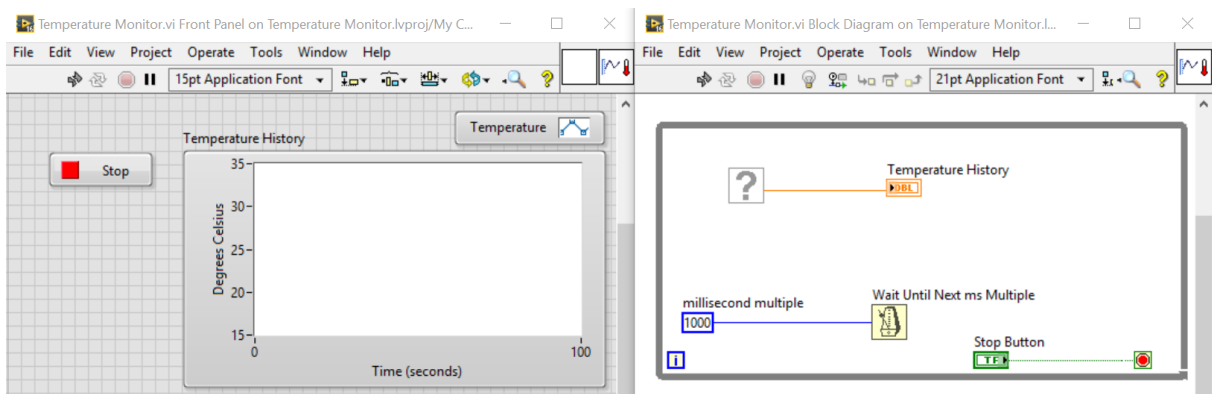 Temperature Monitor.vi Front Panel on Temperature Monitor.lvproj/My C...
File Edit View Project Operate Tools Window Help
15pt Application Font
Temperature
Temperature History
Stop
35
30
25
20
15
Degrees Celsius
0
100
Time (seconds)
Temperature Monitor.vi Block Diagram on Temperature Monitor.l...
File Edit View Project Operate Tools Window Help
21pt Application Font
Temperature History
?
DBL
millisecond multiple
1000
Wait Until Next ms Multiple
Stop Button
TF
i